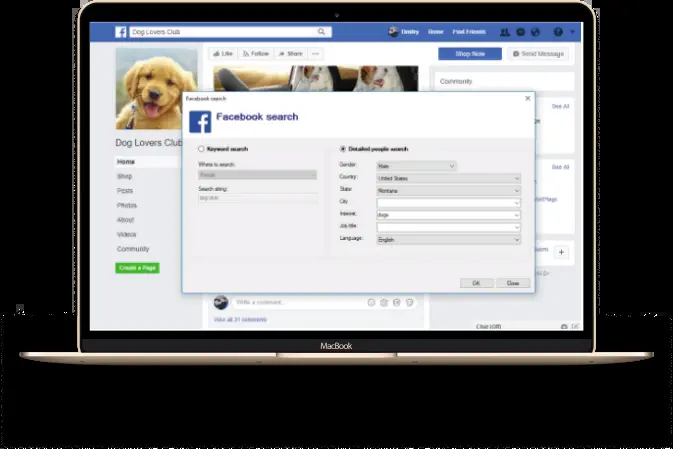 Dog Lovers Club
Dmitry Home Find Friends
Like Follow Share
Shop Now Send Message
Community
See All
See All
Dog Lovers Club
Home
Shop
Posts
Photos
About
Videos
Community
Create a Page
Facebook search
Facebook search
Keyword search
Where to search:
People
Search string:
Detailed people search
Gender: Male
Country: United States
State: Montana
City:
Interest: dogs
Job title:
Language: English
OK Close
Write a comment...
View all 31 comments
Chat (Off)
MacBook